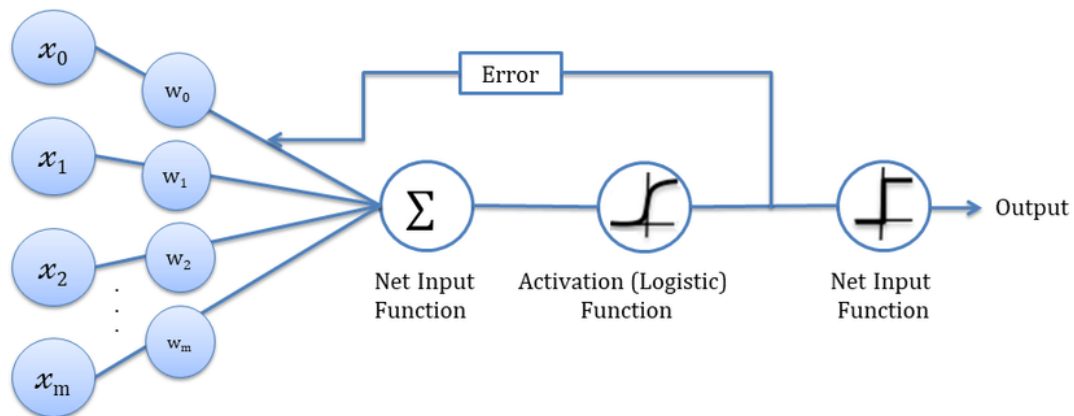 x0
w0
Error
x1
w1
Σ
Output
x2
w2
Net Input
Function
Activation (Logistic)
Function
Net Input
Function
. . . .
wm
xm